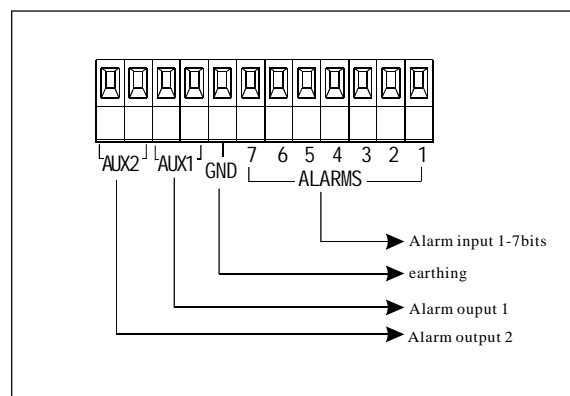 AUX2 AUX1 GND 7 6 5 4 3 2 1
ALARMS
Alarm input 1-7bits
earthing
Alarm ouput 1
Alarm output 2